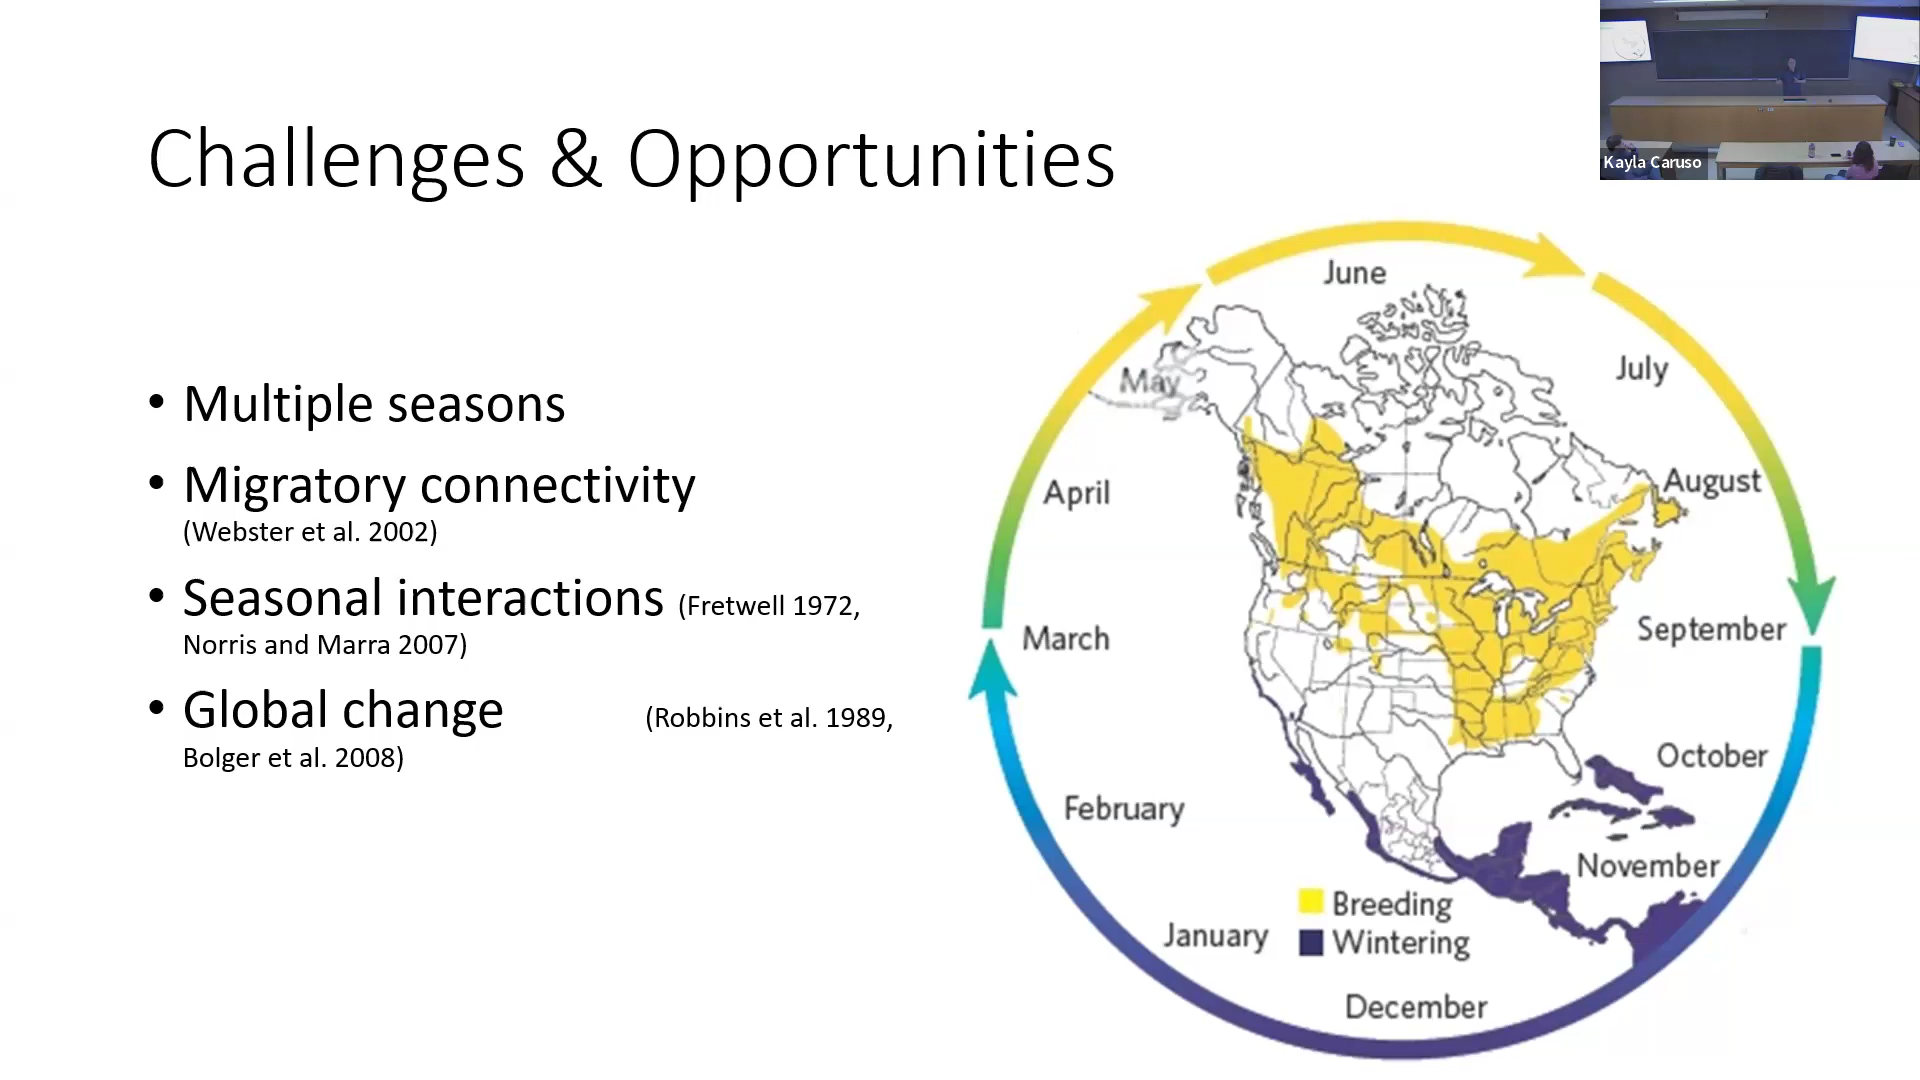 Challenges & Opportunities
Kayla Caruso
• Multiple seasons
• Migratory connectivity
(Webster et al. 2002)
• Seasonal interactions (Fretwell 1972,
Norris and Marra 2007)
• Global change (Robbins et al. 1989,
Bolger et al. 2008)
June
July
May
August
April
September
March
October
February
November
Breeding
January
Wintering
December